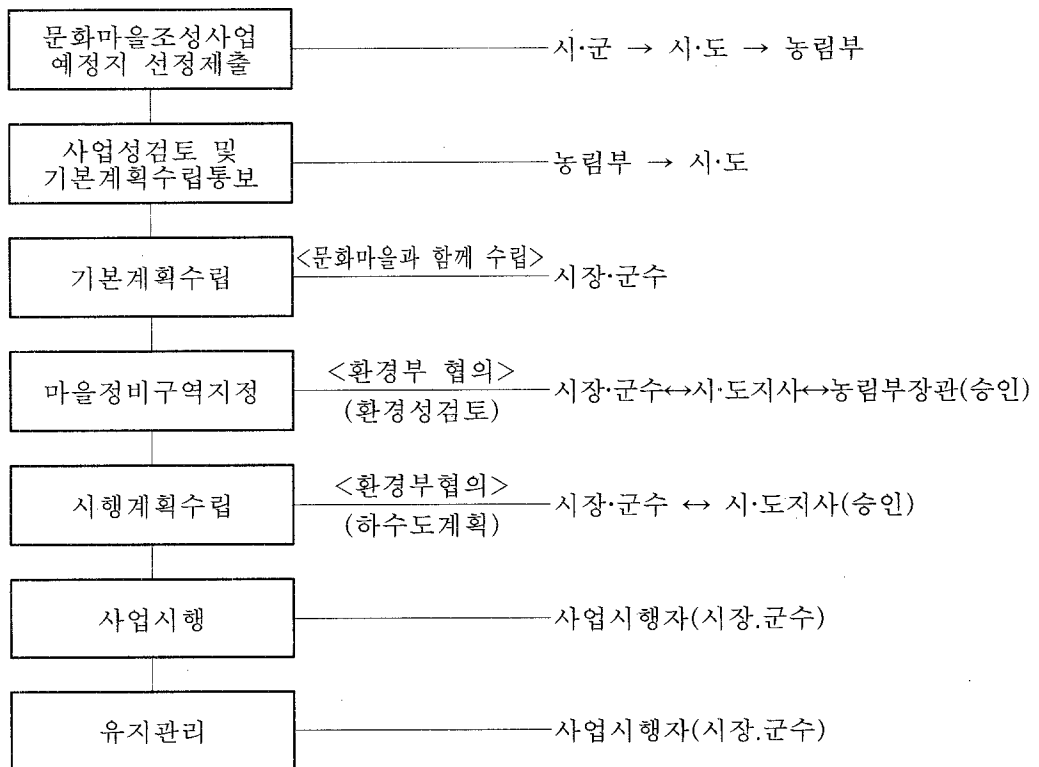 문화마을조성사업
예정지 선정제출
시·군 → 시·도 → 농림부
사업성검토 및
기본계획수립통보
농림부 → 시·도
기본계획수립
<문화마을과 함께 수립>
시장·군수
마을정비구역지정
<환경부 협의>
(환경성검토)
시장·군수↔시·도지사↔농림부장관(승인)
시행계획수립
<환경부협의>
(하수도계획)
시장·군수 ↔ 시·도지사(승인)
사업시행
사업시행자(시장.군수)
유지관리
사업시행자(시장.군수)